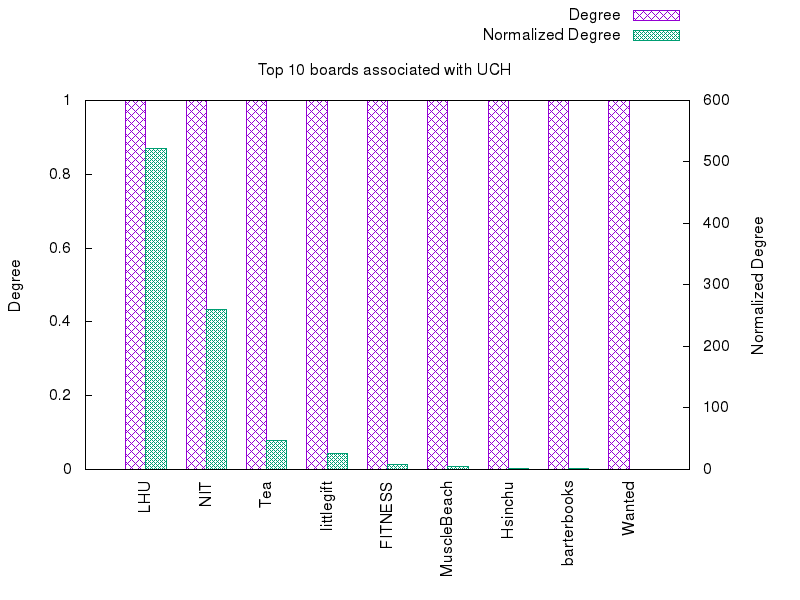 Degree
Normalized Degree
Top 10 boards associated with UCH
1
0.8
0.6
0.4
0.2
0
600
500
400
300
200
100
0
Degree
Normalized Degree
LHU
NIT
Tea
littlegift
FITNESS
MuscleBeach
Hsinchu
barterbooks
Wanted